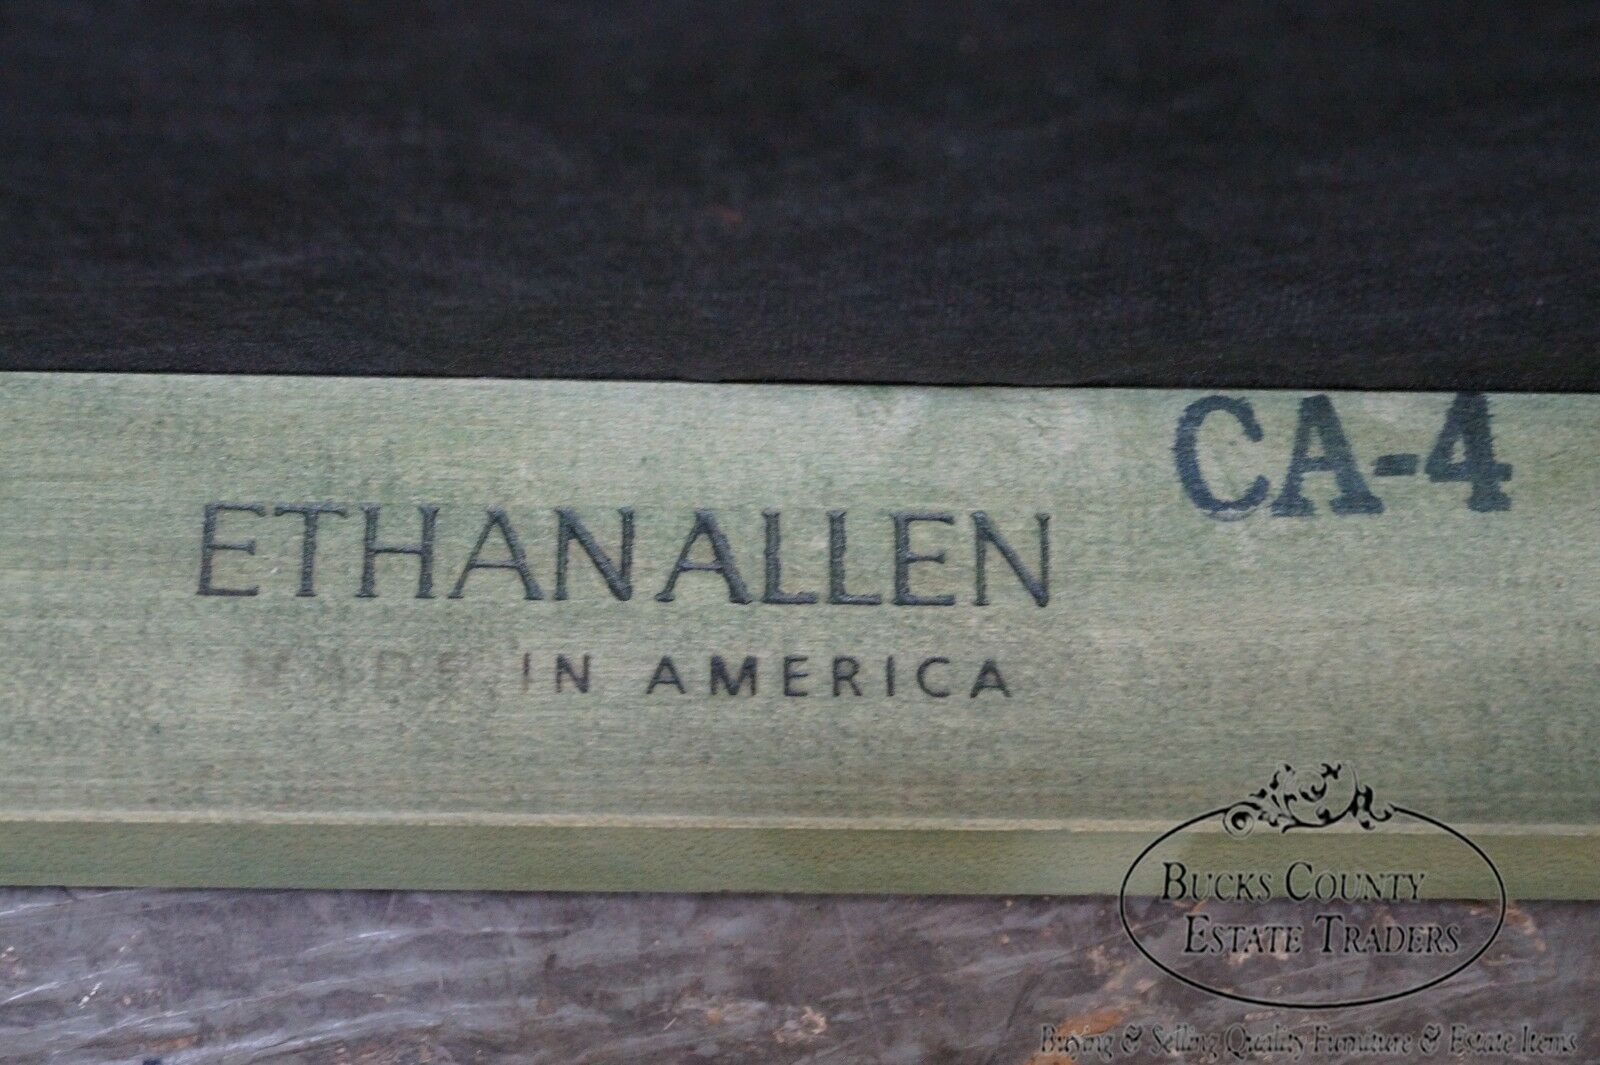 CA-4
ETHAN ALLEN
MADE IN AMERICA
BUCKS COUNTY
ESTATE TRADERS
Buying & Selling Quality Furniture & Estate Items